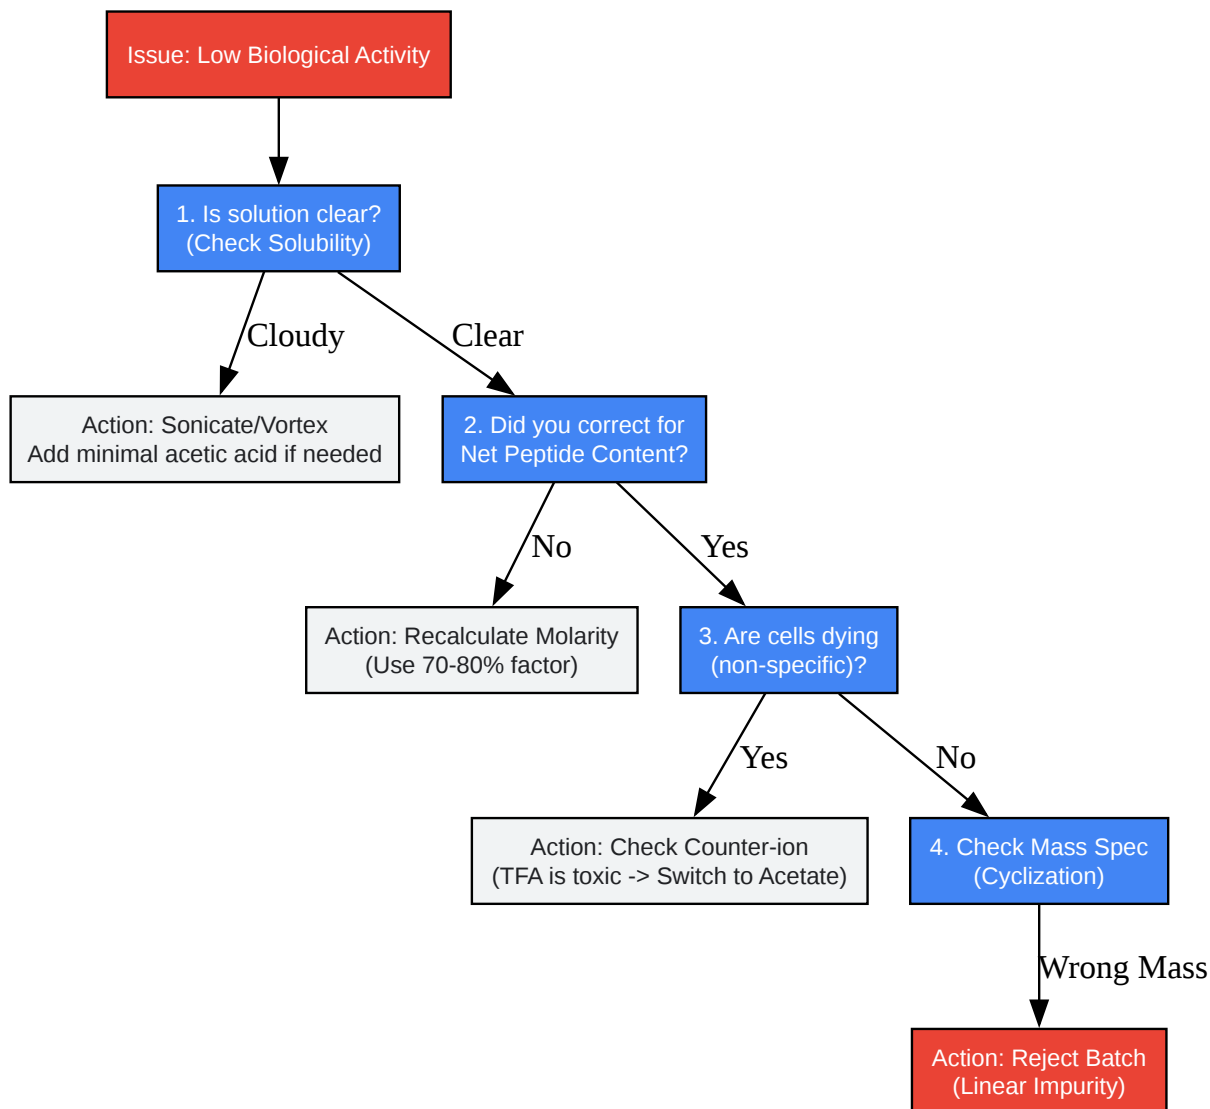 Issue: Low Biological Activity
1. Is solution clear?
(Check Solubility)
Cloudy
Clear
Action: Sonicate/Vortex
Add minimal acetic acid if needed
2. Did you correct for
Net Peptide Content?
No
Yes
Action: Recalculate Molarity
(Use 70-80% factor)
3. Are cells dying
(non-specific)?
Yes
No
Action: Check Counter-ion
(TFA is toxic -> Switch to Acetate)
4. Check Mass Spec
(Cyclization)
Wrong Mass
Action: Reject Batch
(Linear Impurity)